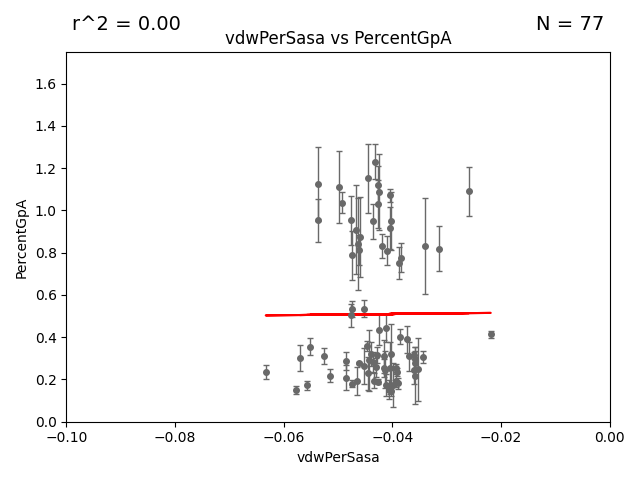 r^2 = 0.00
N = 77
vdwPerSasa vs PercentGpA
PercentGpA
1.6
1.4
1.2
1.0
0.8
0.6
0.4
0.2
0.0
−0.10 −0.08 −0.06 −0.04 −0.02 0.00
vdwPerSasa